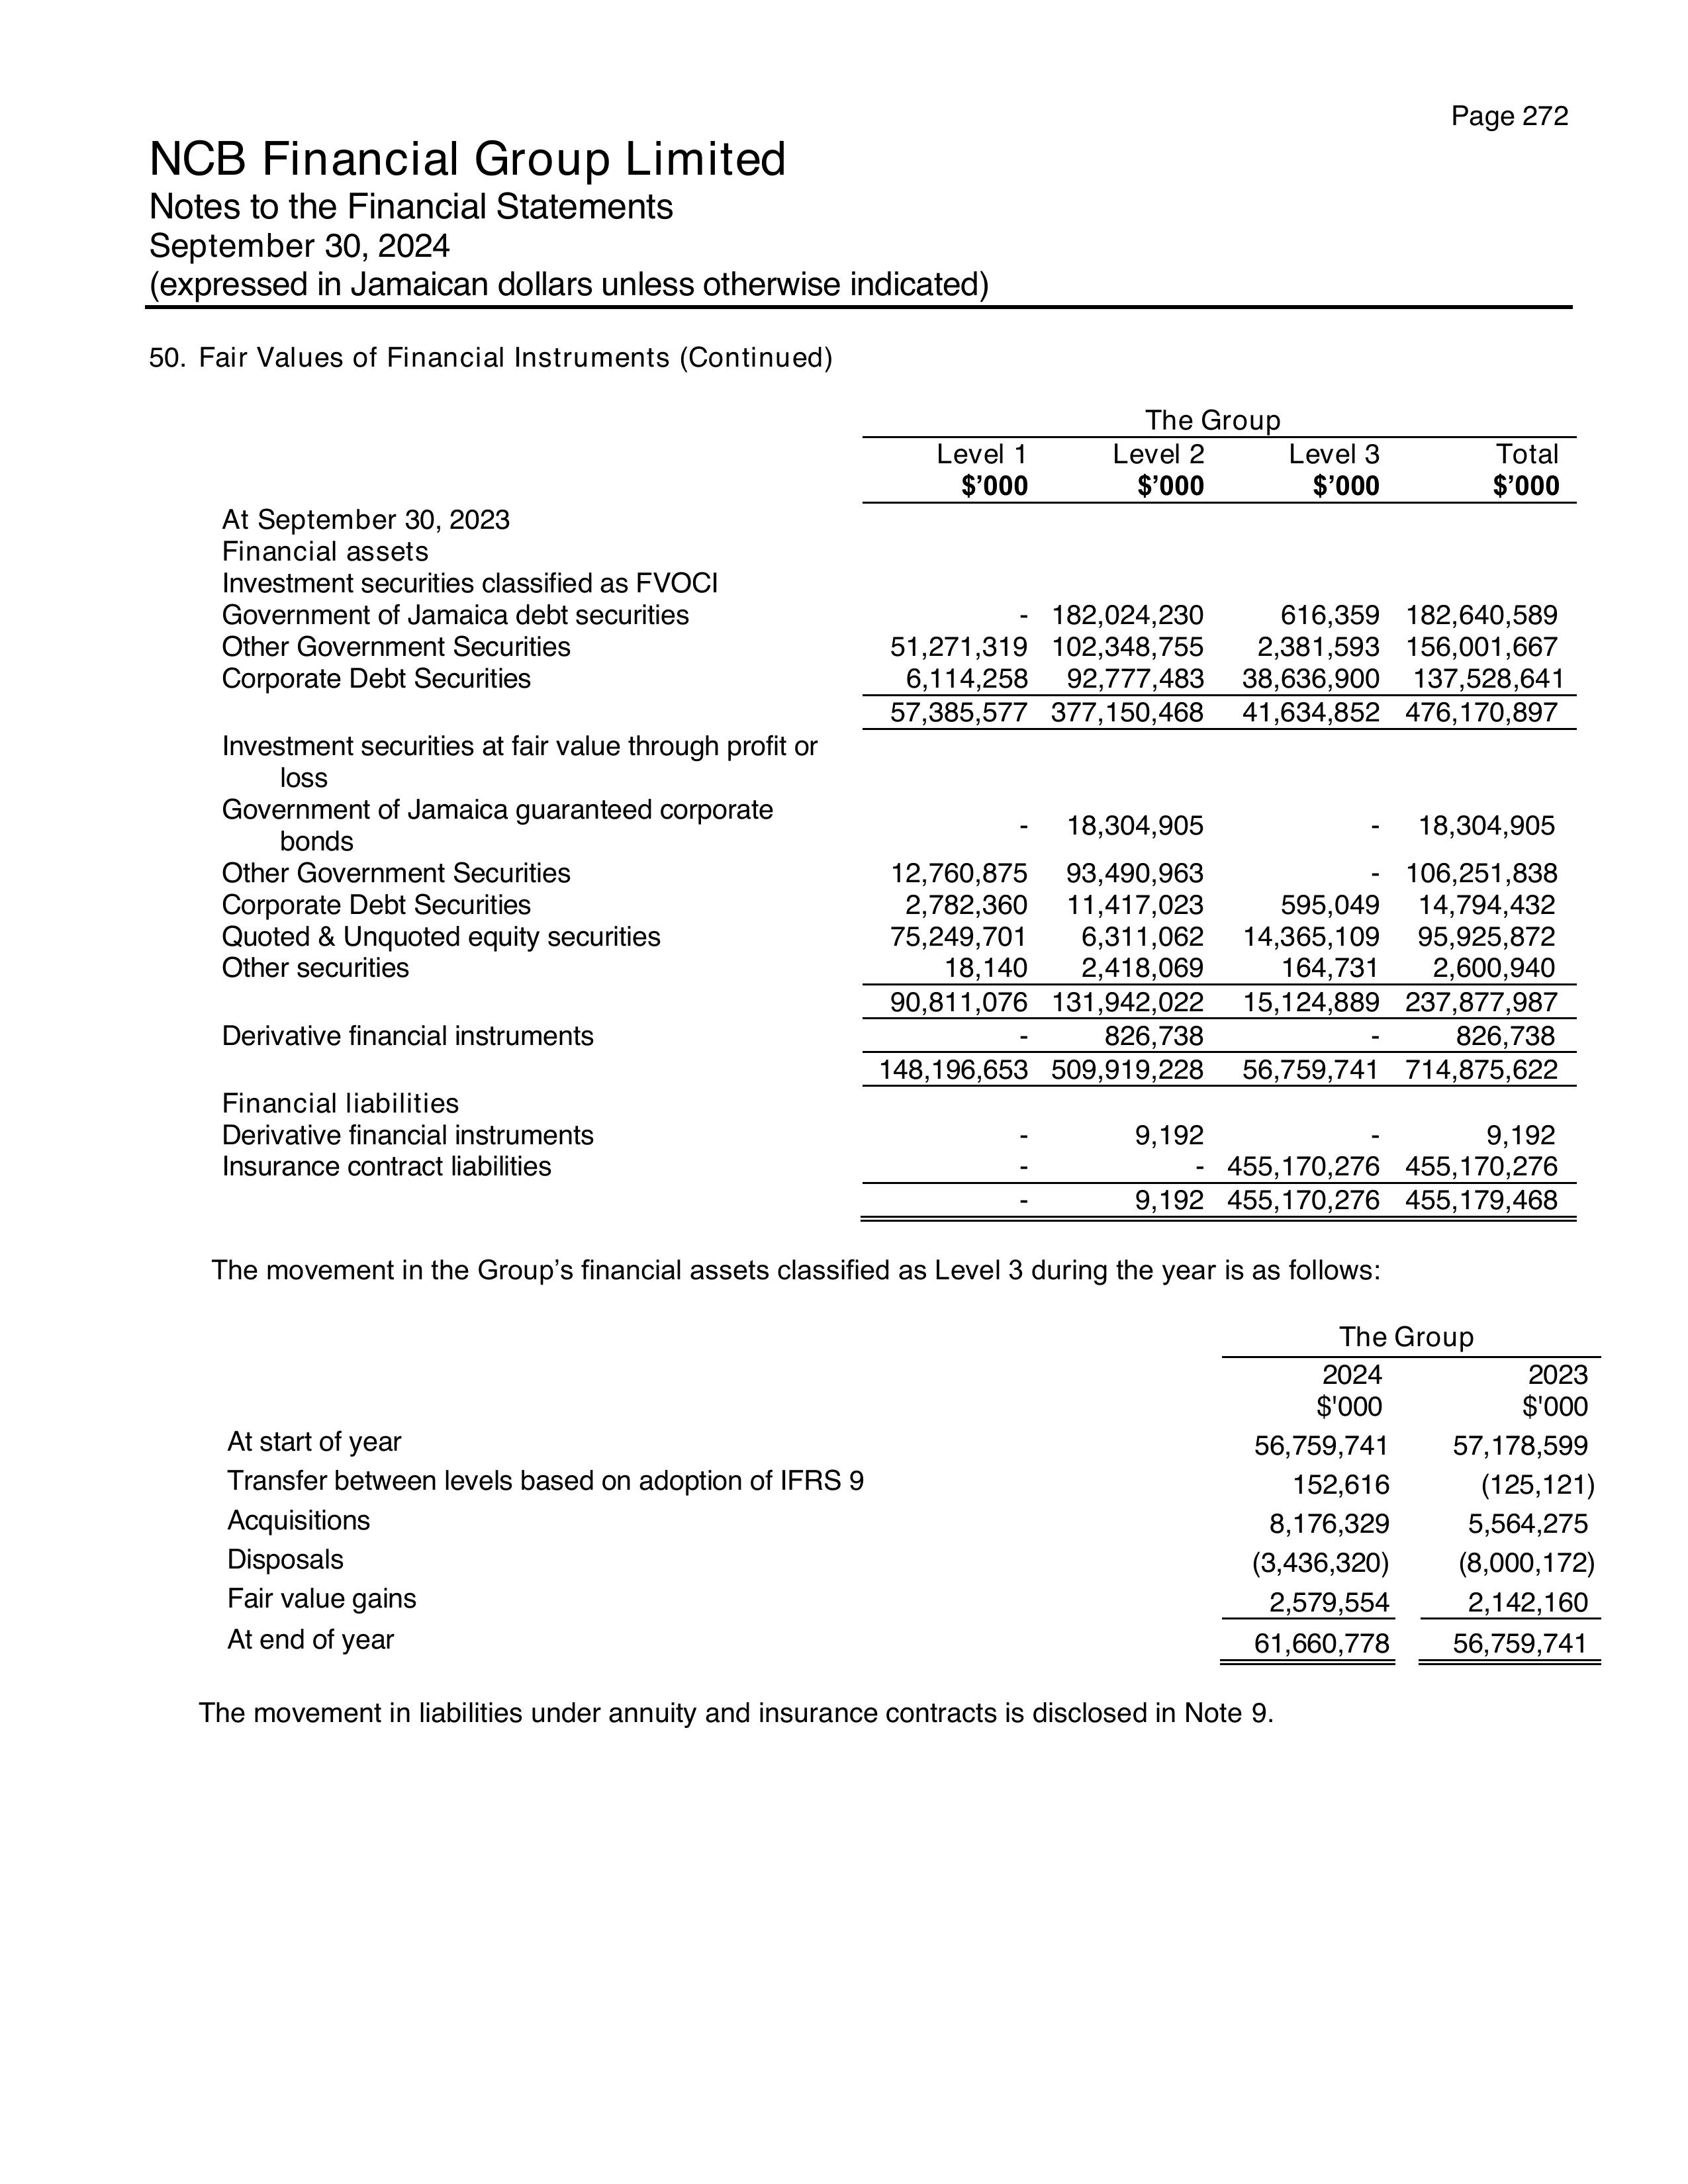 Page 272
NCB Financial Group Limited
Notes to the Financial Statements
September 30, 2024
(expressed in Jamaican dollars unless otherwise indicated)
50. Fair Values of Financial Instruments (Continued)
The Group
Level 1 Level 2 Level 3 Total
$’000 $’000 $’000 $’000
At September 30, 2023
Financial assets
Investment securities classified as FVOCI
Government of Jamaica debt securities - 182,024,230 616,359 182,640,589
Other Government Securities 51,271,319 102,348,755 2,381,593 156,001,667
Corporate Debt Securities 6,114,258 92,777,483 38,636,900 137,528,641
57,385,577 377,150,468 41,634,852 476,170,897
Investment securities at fair value through profit or
loss
Government of Jamaica guaranteed corporate
bonds - 18,304,905 - 18,304,905
Other Government Securities 12,760,875 93,490,963 - 106,251,838
Corporate Debt Securities 2,782,360 11,417,023 595,049 14,794,432
Quoted & Unquoted equity securities 75,249,701 6,311,062 14,365,109 95,925,872
Other securities 18,140 2,418,069 164,731 2,600,940
90,811,076 131,942,022 15,124,889 237,877,987
Derivative financial instruments - 826,738 - 826,738
148,196,653 509,919,228 56,759,741 714,875,622
Financial liabilities
Derivative financial instruments - 9,192 - 9,192
Insurance contract liabilities - - 455,170,276 455,170,276
- 9,192 455,170,276 455,179,468
The movement in the Group’s financial assets classified as Level 3 during the year is as follows:
The Group
2024 2023
$'000 $'000
At start of year 56,759,741 57,178,599
Transfer between levels based on adoption of IFRS 9 152,616 (125,121)
Acquisitions 8,176,329 5,564,275
Disposals (3,436,320) (8,000,172)
Fair value gains 2,579,554 2,142,160
At end of year 61,660,778 56,759,741
The movement in liabilities under annuity and insurance contracts is disclosed in Note 9.